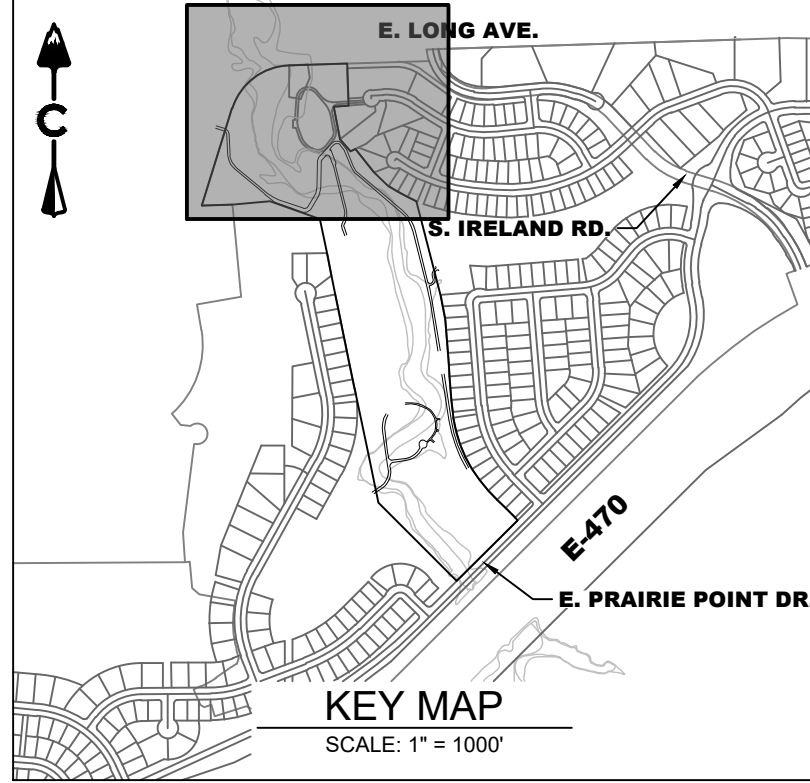 E. LONG AVE.
C
S. IRELAND RD.
E-470
E. PRAIRIE POINT DR
KEY MAP
SCALE: 1" = 1000'